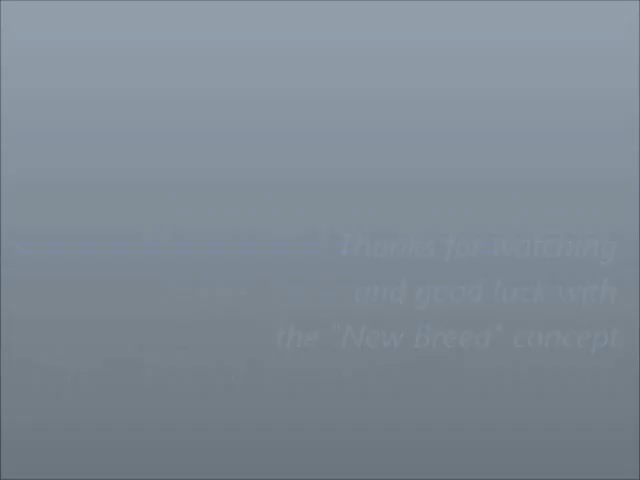 Thanks for watching
and good luck with
the "New Breed" concept